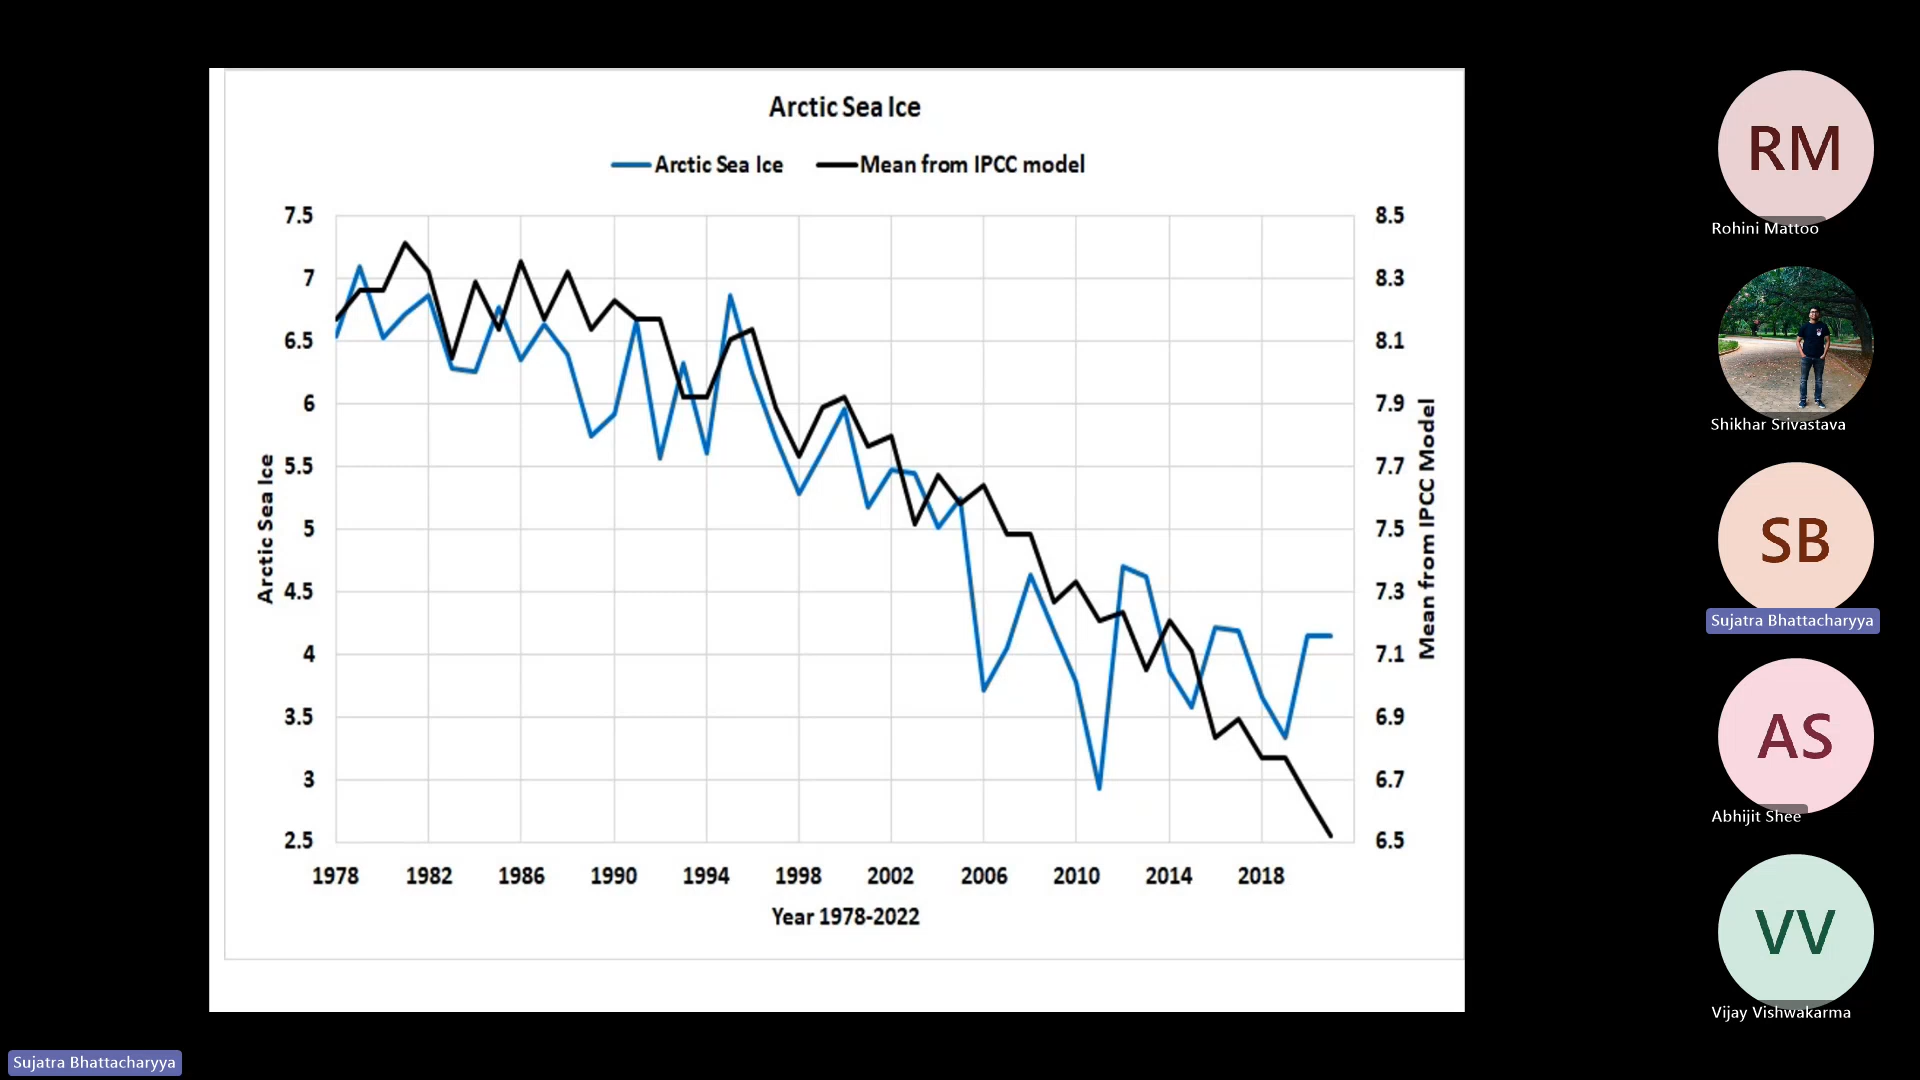 Arctic Sea Ice
Arctic Sea Ice
Mean from IPCC model
7.5
7
6.5
6
5.5
5
4.5
4
3.5
3
2.5
8.5
8.3
8.1
7.9
7.7
7.5
7.3
7.1
6.9
6.7
6.5
Arctic Sea Ice
Mean from IPCC Model
1978 1982 1986 1990 1994 1998 2002 2006 2010 2014 2018
Year 1978-2022
RM
Rohini Mattoo
Shikhar Srivastava
SB
Sujatra Bhattacharyya
AS
Abhijit Shee
VV
Vijay Vishwakarma
Sujatra Bhattacharyya